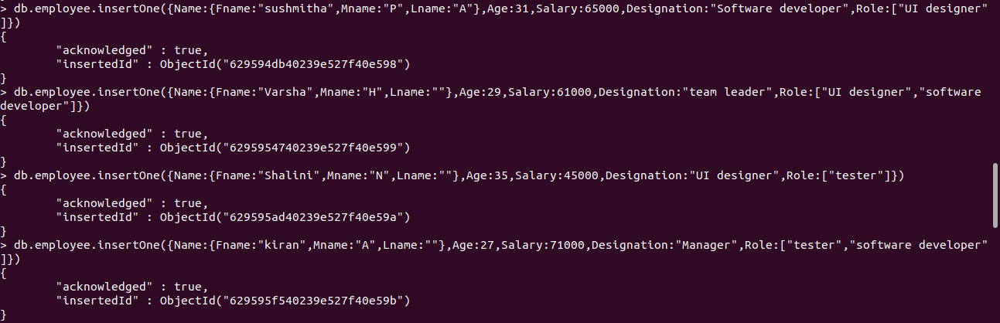 > db.employee.insertOne({Name:{Fname:"sushmitha",Mname:"P",Lname:"A"},Age:31,Salary:65000,Designation:"Software developer",Role:["UI designer"
]})
{
        "acknowledged" : true,
        "insertedId" : ObjectId("629594db40239e527f40e598")
}
> db.employee.insertOne({Name:{Fname:"Varsha",Mname:"H",Lname:""},Age:29,Salary:61000,Designation:"team leader",Role:["UI designer","software
developer"]})
{
        "acknowledged" : true,
        "insertedId" : ObjectId("6295954740239e527f40e599")
}
> db.employee.insertOne({Name:{Fname:"Shalini",Mname:"N",Lname:""},Age:35,Salary:45000,Designation:"UI designer",Role:["tester"]})
{
        "acknowledged" : true,
        "insertedId" : ObjectId("629595ad40239e527f40e59a")
}
> db.employee.insertOne({Name:{Fname:"kiran",Mname:"A",Lname:""},Age:27,Salary:71000,Designation:"Manager",Role:["tester","software developer"
]})
{
        "acknowledged" : true,
        "insertedId" : ObjectId("629595f540239e527f40e59b")
}